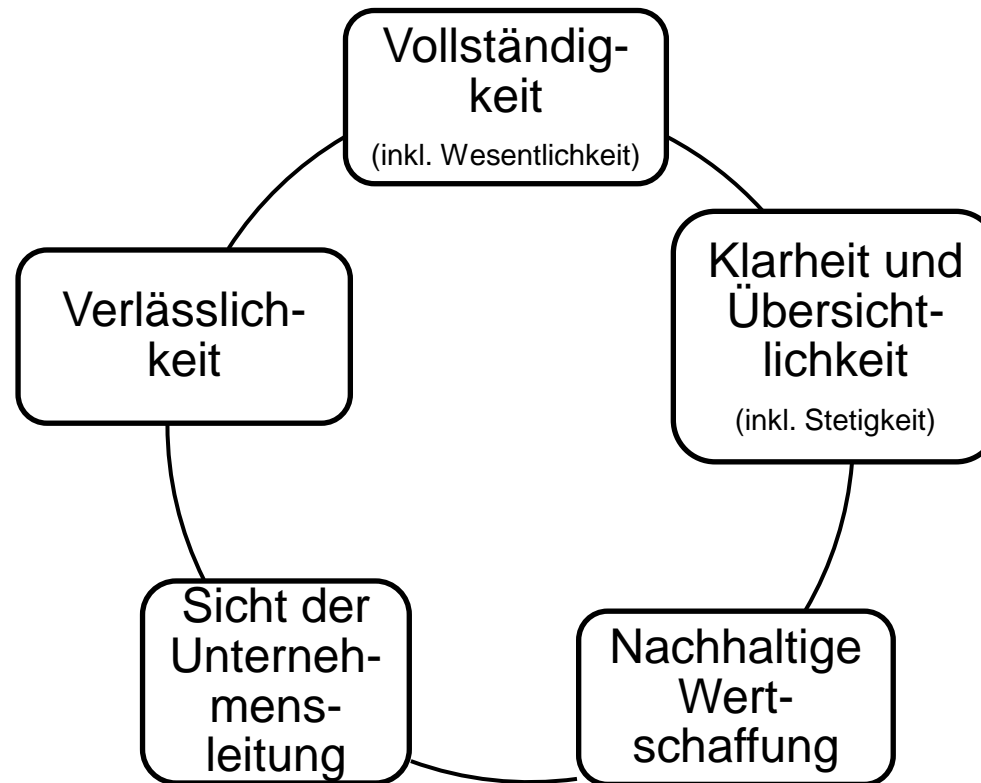 Vollständig-
keit
(inkl. Wesentlichkeit)
Klarheit und
Übersicht-
lichkeit
(inkl. Stetigkeit)
Nachhaltige
Wert-
schaffung
Sicht der
Unterneh-
mens-
leitung
Verlässlich-
keit